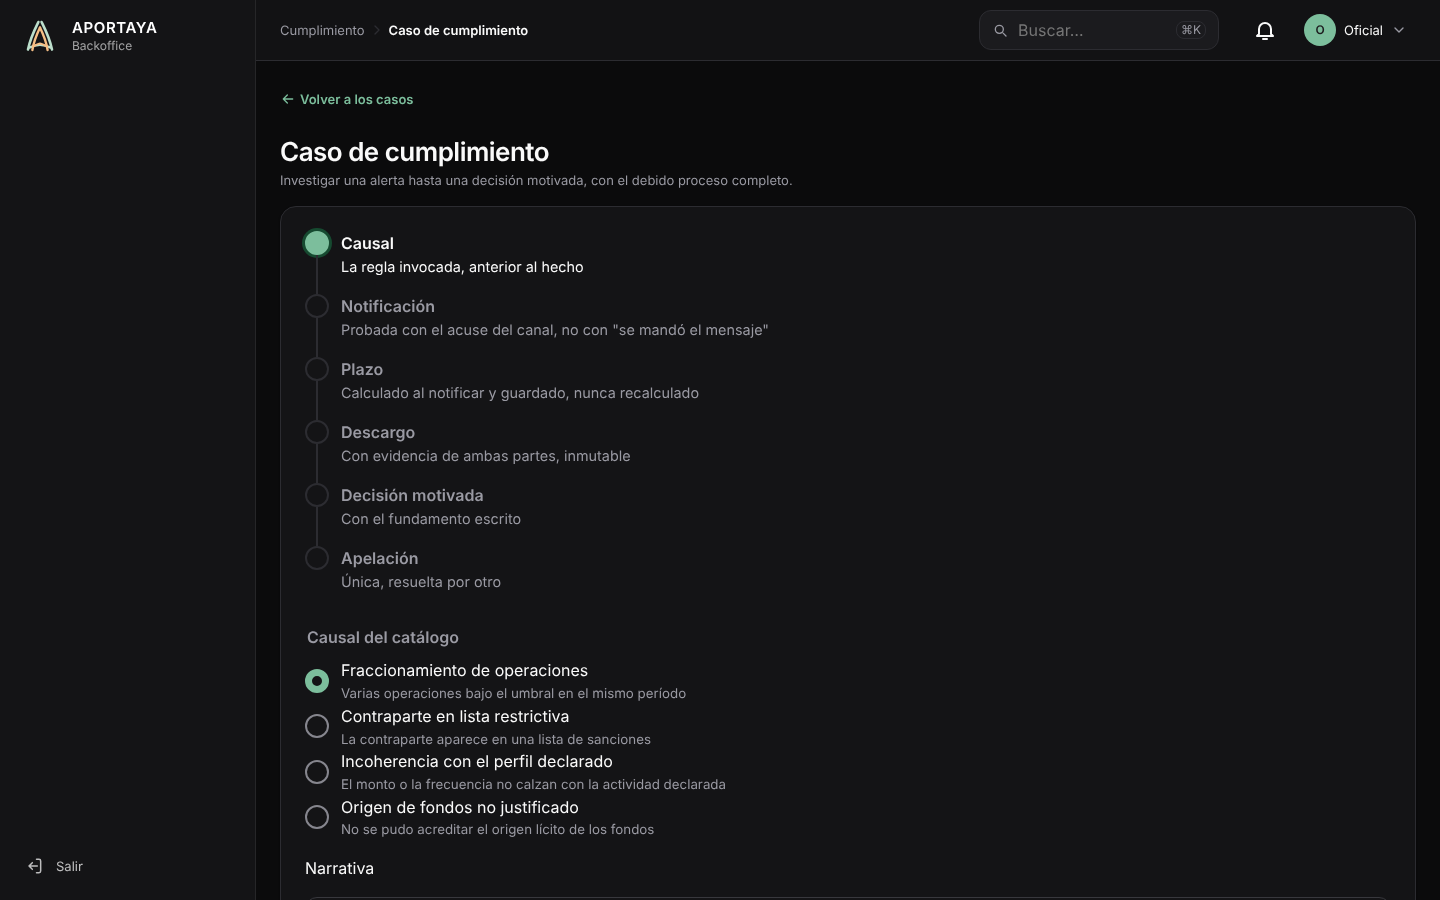 APORTAYA
Backoffice
Cumplimiento
Caso de cumplimiento
Buscar...
⌘K
O
Oficial
← Volver a los casos
Caso de cumplimiento
Investigar una alerta hasta una decisión motivada, con el debido proceso completo.
Causal
La regla invocada, anterior al hecho
Notificación
Probada con el acuse del canal, no con "se mandó el mensaje"
Plazo
Calculado al notificar y guardado, nunca recalculado
Descargo
Con evidencia de ambas partes, inmutable
Decisión motivada
Con el fundamento escrito
Apelación
Única, resuelta por otro
Causal del catálogo
Fraccionamiento de operaciones
Varias operaciones bajo el umbral en el mismo período
Contraparte en lista restrictiva
La contraparte aparece en una lista de sanciones
Incoherencia con el perfil declarado
El monto o la frecuencia no calzan con la actividad declarada
Origen de fondos no justificado
No se pudo acreditar el origen lícito de los fondos
Narrativa
Salir